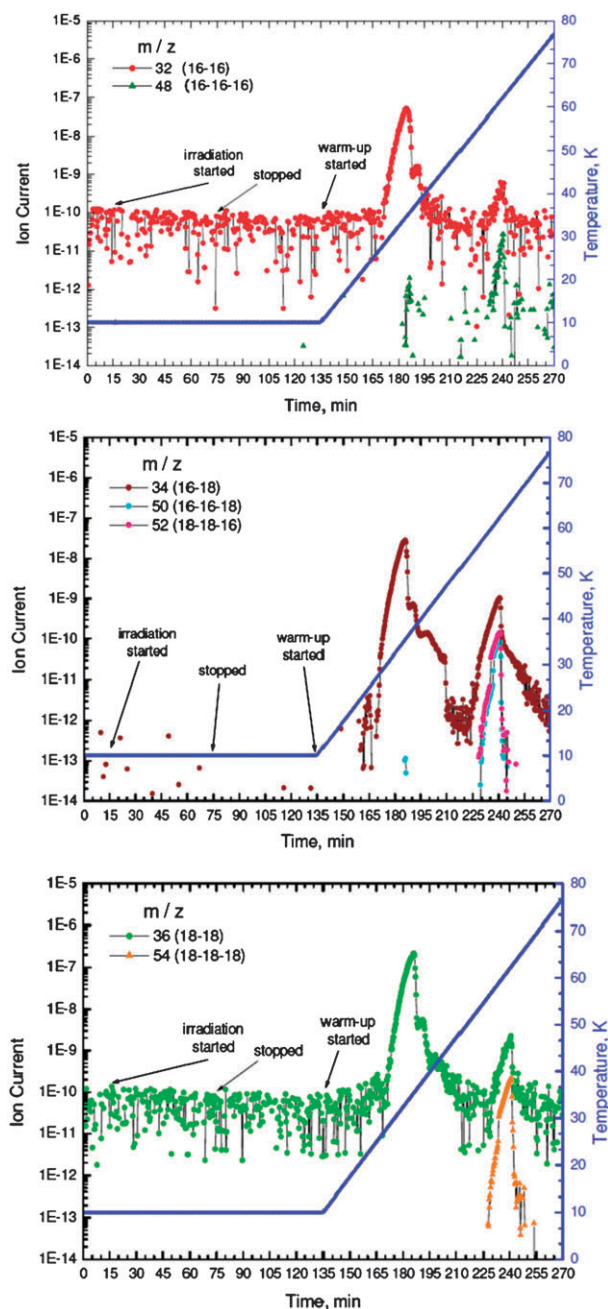 1E-5
1E-6
1E-7
1E-8
1E-9
1E-10
1E-11
1E-12
1E-13
1E-14
Ion Current
m / z
32 (16-16)
48 (16-16-16)
irradiation
started
stopped
warm-up
started
80
70
60
50
40
30
20
10
0
Temperature, K
0 15 30 45 60 75 90 105 120 135 150 165 180 195 210 225 240 255 270
Time, min
1E-5
1E-6
1E-7
1E-8
1E-9
1E-10
1E-11
1E-12
1E-13
1E-14
Ion Current
m / z
34 (16-18)
50 (16-16-18)
52 (18-18-16)
irradiation
started
stopped
warm-up
started
80
70
60
50
40
30
20
10
0
Temperature, K
0 15 30 45 60 75 90 105 120 135 150 165 180 195 210 225 240 255 270
Time, min
1E-5
1E-6
1E-7
1E-8
1E-9
1E-10
1E-11
1E-12
1E-13
1E-14
Ion Current
m / z
36 (18-18)
54 (18-18-18)
irradiation
started
stopped
warm-up
started
80
70
60
50
40
30
20
10
0
Temperature, K
0 15 30 45 60 75 90 105 120 135 150 165 180 195 210 225 240 255 270
Time, min